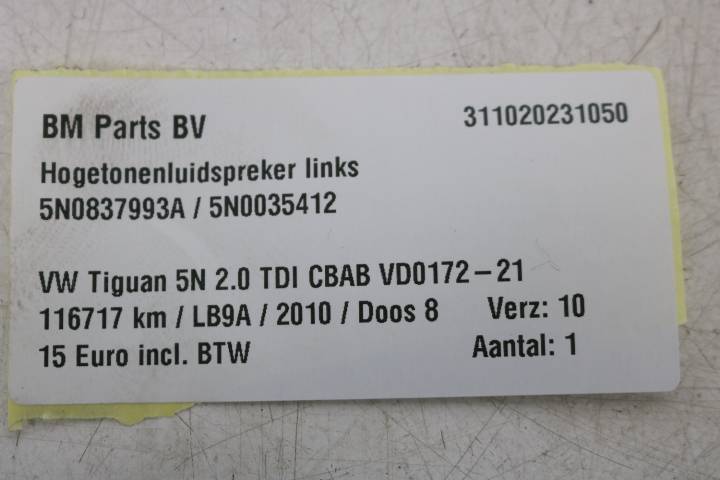 BM Parts BV 311020231050
Hogetonenluidspreker links
5N0837993A / 5N0035412
VW Tiguan 5N 2.0 TDI CBAB VD0172-21
116717 km / LB9A / 2010 / Doos 8 Verz: 10
15 Euro incl. BTW Aantal: 1